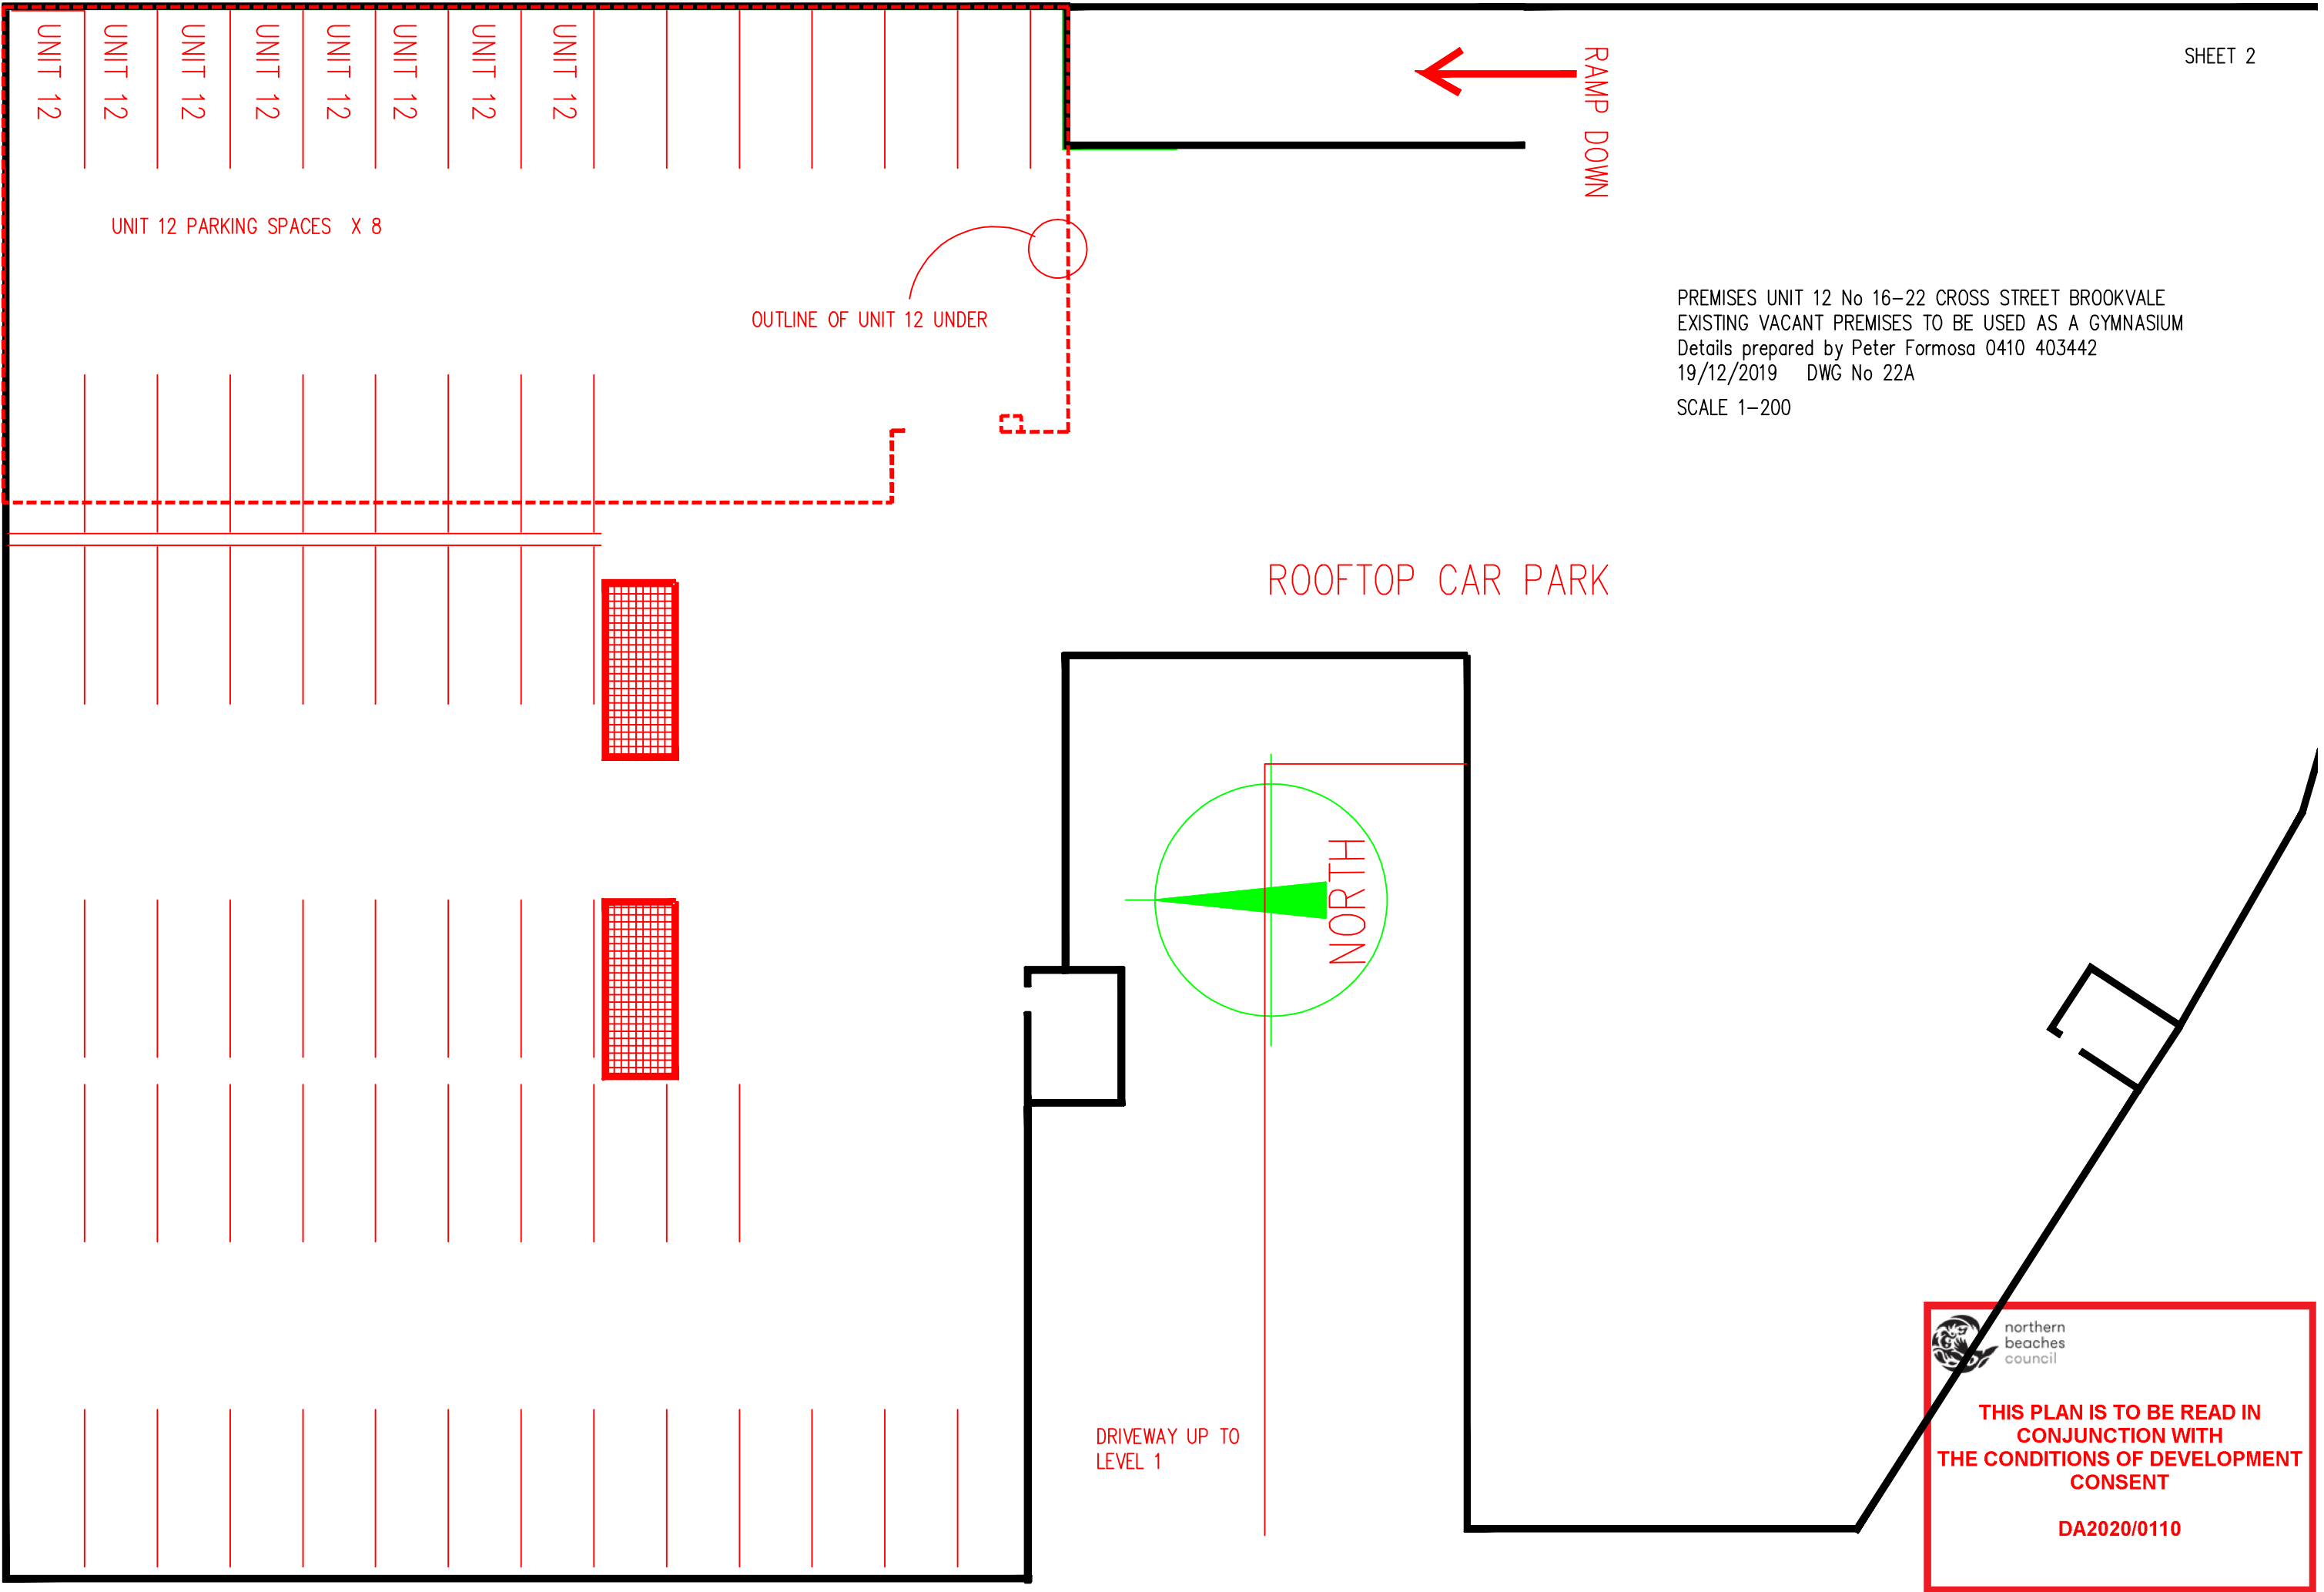 UNIT 12
UNIT 12
UNIT 12
UNIT 12
UNIT 12
UNIT 12
UNIT 12
UNIT 12
RAMP DOWN
SHEET 2
UNIT 12 PARKING SPACES X 8
OUTLINE OF UNIT 12 UNDER
PREMISES UNIT 12 No 16-22 CROSS STREET BROOKVALE
EXISTING VACANT PREMISES TO BE USED AS A GYMNASIUM
Details prepared by Peter Formosa 0410 403442
19/12/2019 DWG No 22A
SCALE 1-200
ROOFTOP CAR PARK
NORTH
DRIVEWAY UP TO
LEVEL 1
northern
beaches
council
THIS PLAN IS TO BE READ IN
CONJUNCTION WITH
THE CONDITIONS OF DEVELOPMENT
CONSENT
DA2020/0110